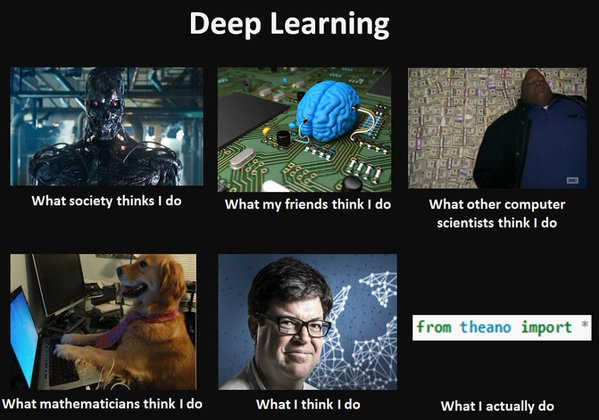 Deep Learning
What society thinks I do
What my friends think I do
What other computer
scientists think I do
AMC
What mathematicians think I do
What I think I do
from theano import *
What I actually do